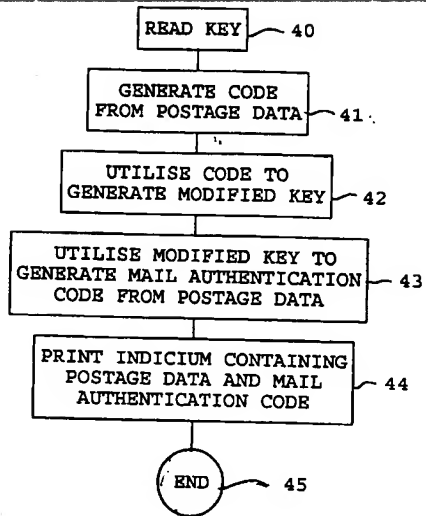 READ KEY
40
GENERATE CODE
FROM POSTAGE DATA
41
UTILISE CODE TO
GENERATE MODIFIED KEY
42
UTILISE MODIFIED KEY TO
GENERATE MAIL AUTHENTICATION
CODE FROM POSTAGE DATA
43
PRINT INDICIUM CONTAINING
POSTAGE DATA AND MAIL
AUTHENTICATION CODE
44
END
45